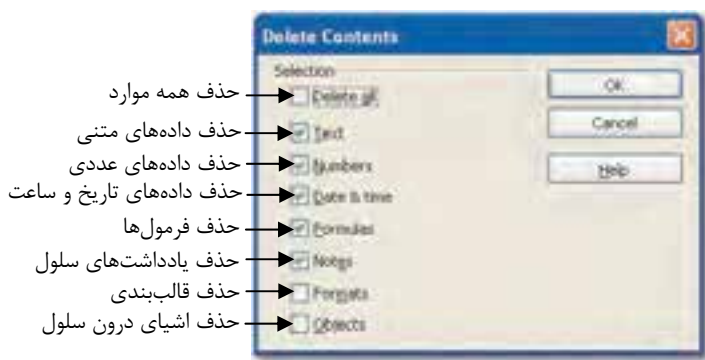 Delete Contents
Selection
حذف همه موارد
Delete all
OK
حذف داده‌های متنی
Text
Cancel
حذف داده‌های عددی
Numbers
Help
حذف داده‌های تاریخ و ساعت
Date & time
حذف فرمول‌ها
Formulas
حذف یادداشت‌های سلول
Notes
حذف قالب‌بندی
Formats
حذف اشیای درون سلول
Objects